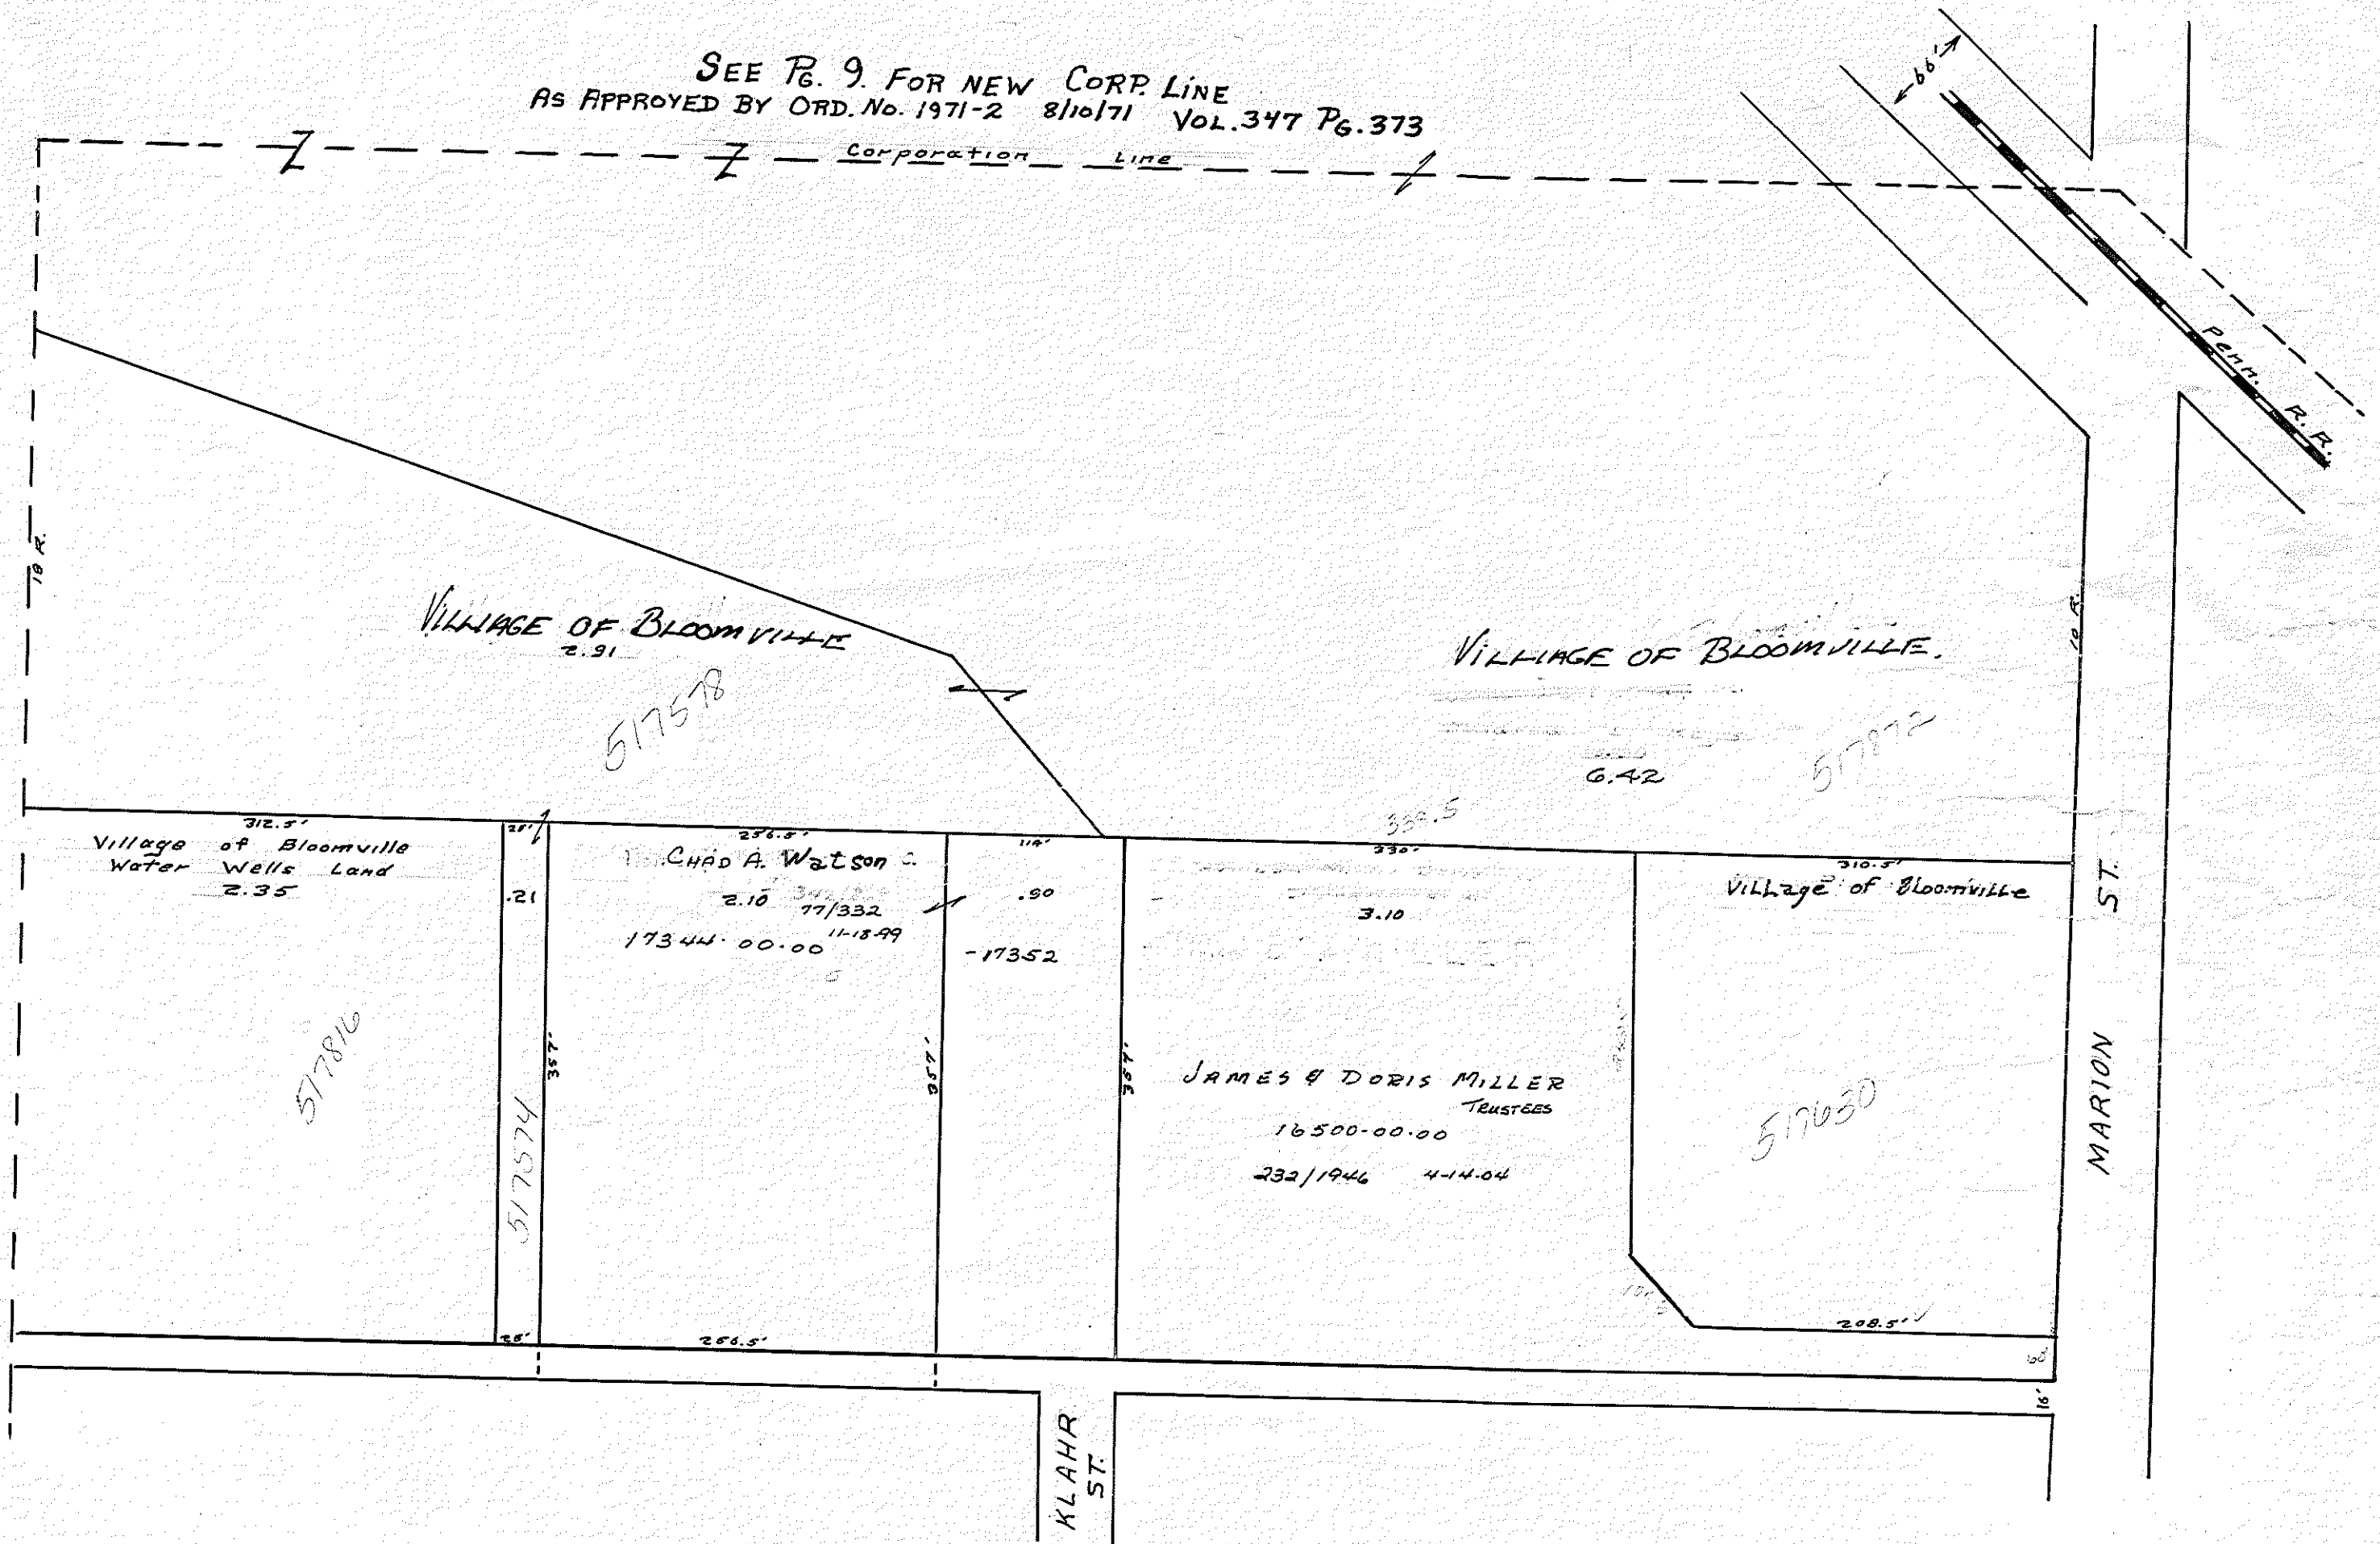 SEE PG. 9. FOR NEW CORP. LINE
AS APPROVED BY ORD. No. 1971-2 8/10/71 VOL. 347 PG. 373
Corporation Line
66'
Penn. R.R.
18 R.
10 R.
VILLIAGE OF BLOOMVILLE
2.91
517578
VILLIAGE OF BLOOMVILLE.
517872
6.42
339.5
312.5'
25'
256.5'
114'
330'
310.5'
Village of Bloomville
Water Wells Land
2.35
.21
CHAD A. Watson
2.10
77/332
11-18-99
17344.00.00
.90
-17352
3.10
VILLage of Bloomville
517816
517574
357'
357'
357'
JAMES & DORIS MILLER
TRUSTEES
16500-00.00
232/1946 4-14-04
517630
MARION ST.
25'
256.5'
208.5'
60'
16'
KLAHR
ST.